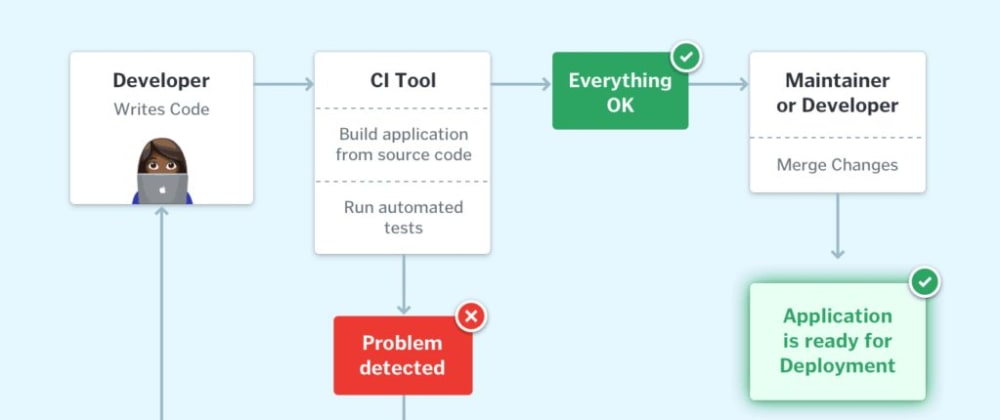 Developer
Writes Code
CI Tool
Build application
from source code
Run automated
tests
Everything
OK
Maintainer
or Developer
Merge Changes
Problem
detected
Application
is ready for
Deployment